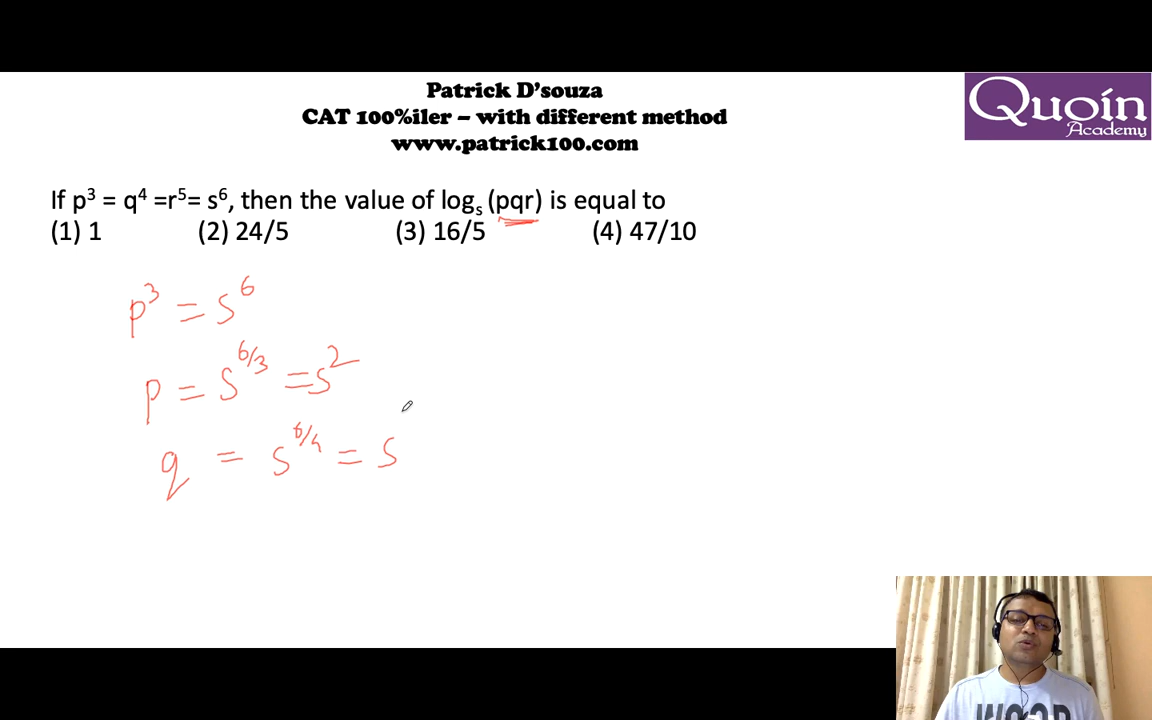 Patrick D'souza
CAT 100%iler – with different method
www.patrick100.com
Quoin
Academy
If p³ = q⁴ =r⁵= s⁶, then the value of logₛ (pqr) is equal to
(1) 1 (2) 24/5 (3) 16/5 (4) 47/10
p³ = s⁶
p = s^6/3 = s²
q = s^6/4 = s